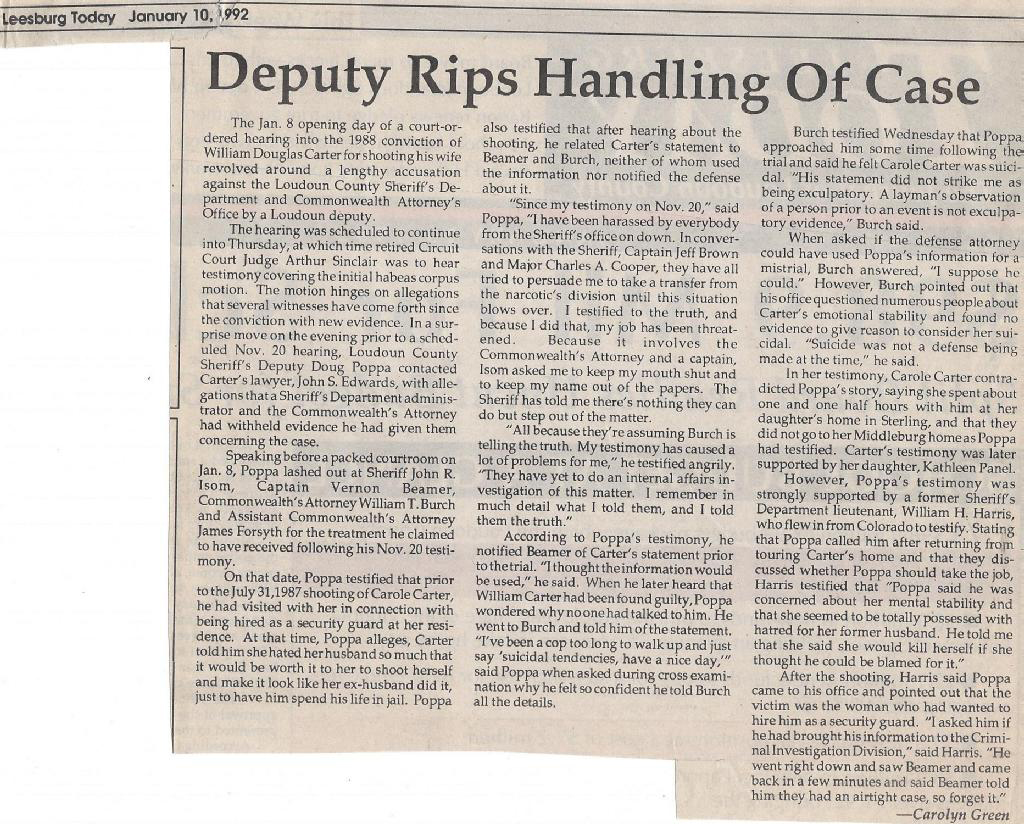 Leesburg Today January 10, 1992
Deputy Rips Handling Of Case
The Jan. 8 opening day of a court-or-
dered hearing into the 1988 conviction of
William Douglas Carter for shooting his wife
revolved around a lengthy accusation
against the Loudoun County Sheriff's De-
partment and Commonwealth Attorney's
Office by a Loudoun deputy.
The hearing was scheduled to continue
into Thursday, at which time retired Circuit
Court Judge Arthur Sinclair was to hear
testimony covering the initial habeas corpus
motion. The motion hinges on allegations
that several witnesses have come forth since
the conviction with new evidence. In a sur-
prise move on the evening prior to a sched-
uled Nov. 20 hearing, Loudoun County
Sheriff's Deputy Doug Poppa contacted
Carter's lawyer, John S. Edwards, with alle-
gations that a Sheriff's Department adminis-
trator and the Commonwealth's Attorney
had withheld evidence he had given them
concerning the case.
Speaking before a packed courtroom on
Jan. 8, Poppa lashed out at Sheriff John R.
Isom, Captain Vernon Beamer,
Commonwealth's Attorney William T. Burch
and Assistant Commonwealth's Attorney
James Forsyth for the treatment he claimed
to have received following his Nov. 20 testi-
mony.
On that date, Poppa testified that prior
to the July 31, 1987 shooting of Carole Carter,
he had visited with her in connection with
being hired as a security guard at her resi-
dence. At that time, Poppa alleges, Carter
told him she hated her husband so much that
it would be worth it to her to shoot herself
and make it look like her ex-husband did it,
just to have him spend his life in jail. Poppa
also testified that after hearing about the
shooting, he related Carter's statement to
Beamer and Burch, neither of whom used
the information nor notified the defense
about it.
"Since my testimony on Nov. 20," said
Poppa, "I have been harassed by everybody
from the Sheriff's office on down. In conver-
sations with the Sheriff, Captain Jeff Brown
and Major Charles A. Cooper, they have all
tried to persuade me to take a transfer from
the narcotic's division until this situation
blows over. I testified to the truth, and
because I did that, my job has been threat-
ened. Because it involves the
Commonwealth's Attorney and a captain,
Isom asked me to keep my mouth shut and
to keep my name out of the papers. The
Sheriff has told me there's nothing they can
do but step out of the matter.
"All because they're assuming Burch is
telling the truth. My testimony has caused a
lot of problems for me," he testified angrily.
"They have yet to do an internal affairs in-
vestigation of this matter. I remember in
much detail what I told them, and I told
them the truth."
According to Poppa's testimony, he
notified Beamer of Carter's statement prior
to the trial. "I thought the information would
be used," he said. When he later heard that
William Carter had been found guilty, Poppa
wondered why no one had talked to him. He
went to Burch and told him of the statement.
"I've been a cop too long to walk up and just
say 'suicidal tendencies, have a nice day,'"
said Poppa when asked during cross exami-
nation why he felt so confident he told Burch
all the details.
Burch testified Wednesday that Poppa
approached him some time following the
trial and said he felt Carole Carter was suici-
dal. "His statement did not strike me as
being exculpatory. A layman's observation
of a person prior to an event is not exculpa-
tory evidence," Burch said.
When asked if the defense attorney
could have used Poppa's information for a
mistrial, Burch answered, "I suppose he
could." However, Burch pointed out that
his office questioned numerous people about
Carter's emotional stability and found no
evidence to give reason to consider her sui-
cidal. "Suicide was not a defense being
made at the time," he said.
In her testimony, Carole Carter contra-
dicted Poppa's story, saying she spent about
one and one half hours with him at her
daughter's home in Sterling, and that they
did not go to her Middleburg home as Poppa
had testified. Carter's testimony was later
supported by her daughter, Kathleen Panel.
However, Poppa's testimony was
strongly supported by a former Sheriff's
Department lieutenant, William H. Harris,
who flew in from Colorado to testify. Stating
that Poppa called him after returning from
touring Carter's home and that they dis-
cussed whether Poppa should take the job,
Harris testified that "Poppa said he was
concerned about her mental stability and
that she seemed to be totally possessed with
hatred for her former husband. He told me
that she said she would kill herself if she
thought he could be blamed for it."
After the shooting, Harris said Poppa
came to his office and pointed out that the
victim was the woman who had wanted to
hire him as a security guard. "I asked him if
he had brought his information to the Crimi-
nal Investigation Division," said Harris. "He
went right down and saw Beamer and came
back in a few minutes and said Beamer told
him they had an airtight case, so forget it."
—Carolyn Green